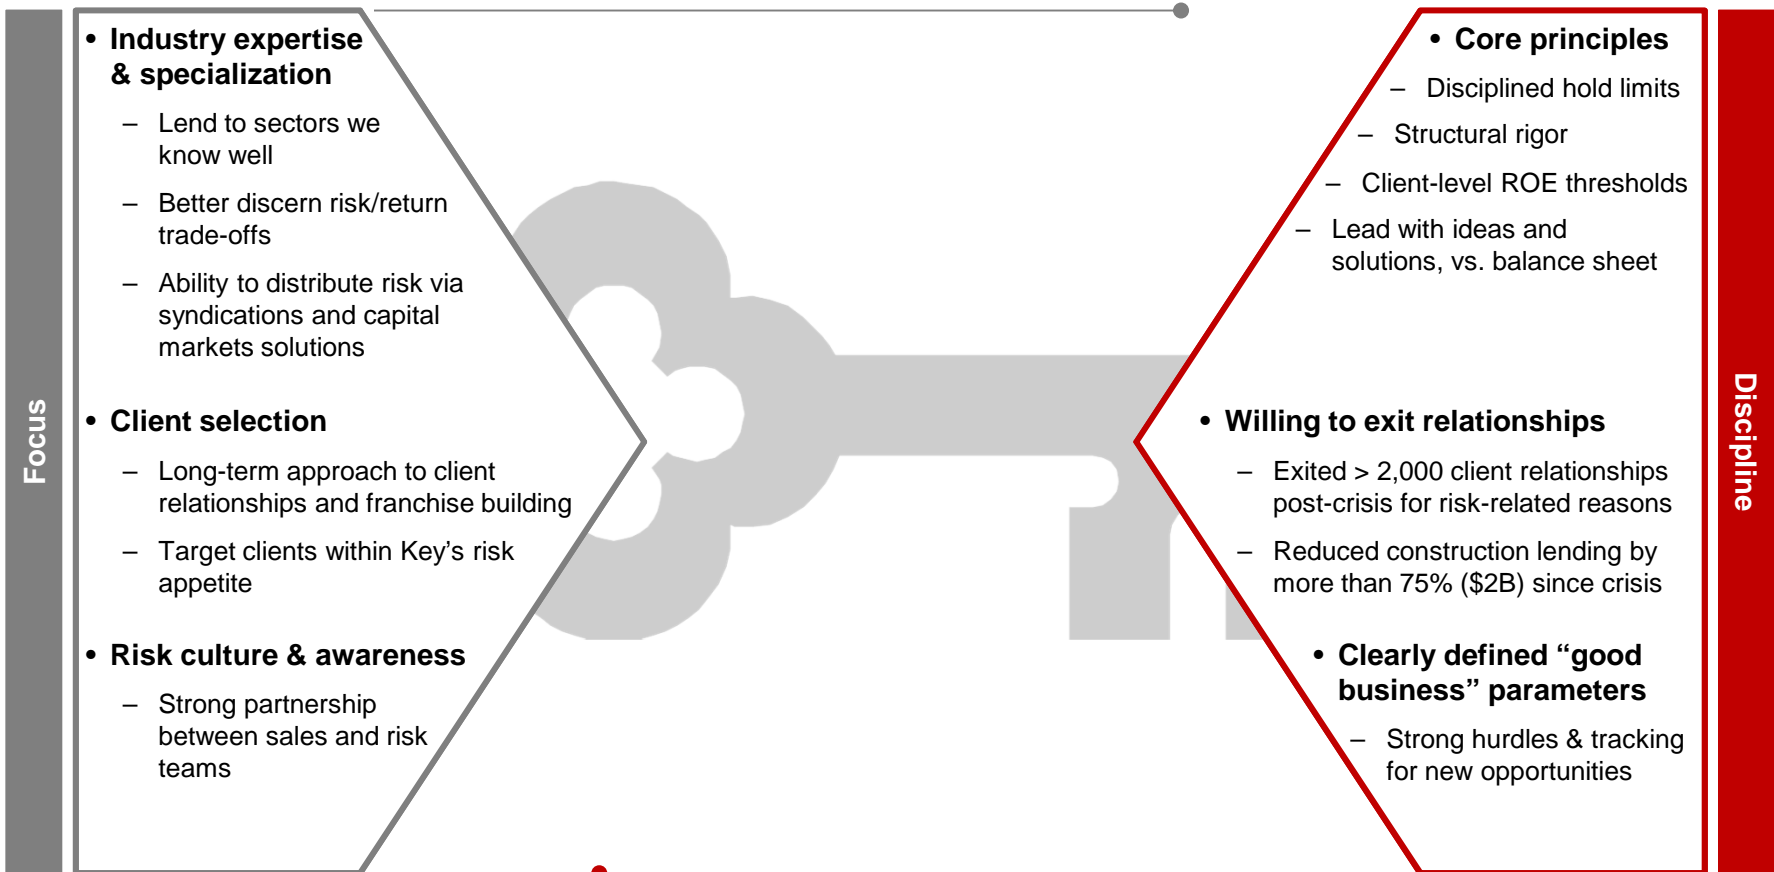 Focus
• Industry expertise
& specialization
– Lend to sectors we
know well
– Better discern risk/return
trade-offs
– Ability to distribute risk via
syndications and capital
markets solutions
• Client selection
– Long-term approach to client
relationships and franchise building
– Target clients within Key’s risk
appetite
• Risk culture & awareness
– Strong partnership
between sales and risk
teams
• Core principles
– Disciplined hold limits
– Structural rigor
– Client-level ROE thresholds
– Lead with ideas and
solutions, vs. balance sheet
• Willing to exit relationships
– Exited > 2,000 client relationships
post-crisis for risk-related reasons
– Reduced construction lending by
more than 75% ($2B) since crisis
• Clearly defined “good
business” parameters
– Strong hurdles & tracking
for new opportunities
Discipline